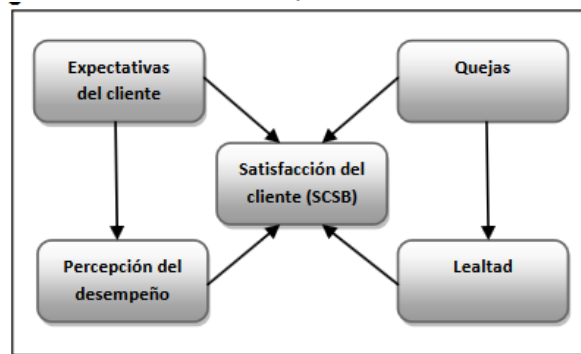 Expectativas
del cliente
Quejas
Satisfacción del
cliente (SCSB)
Percepción del
desempeño
Lealtad